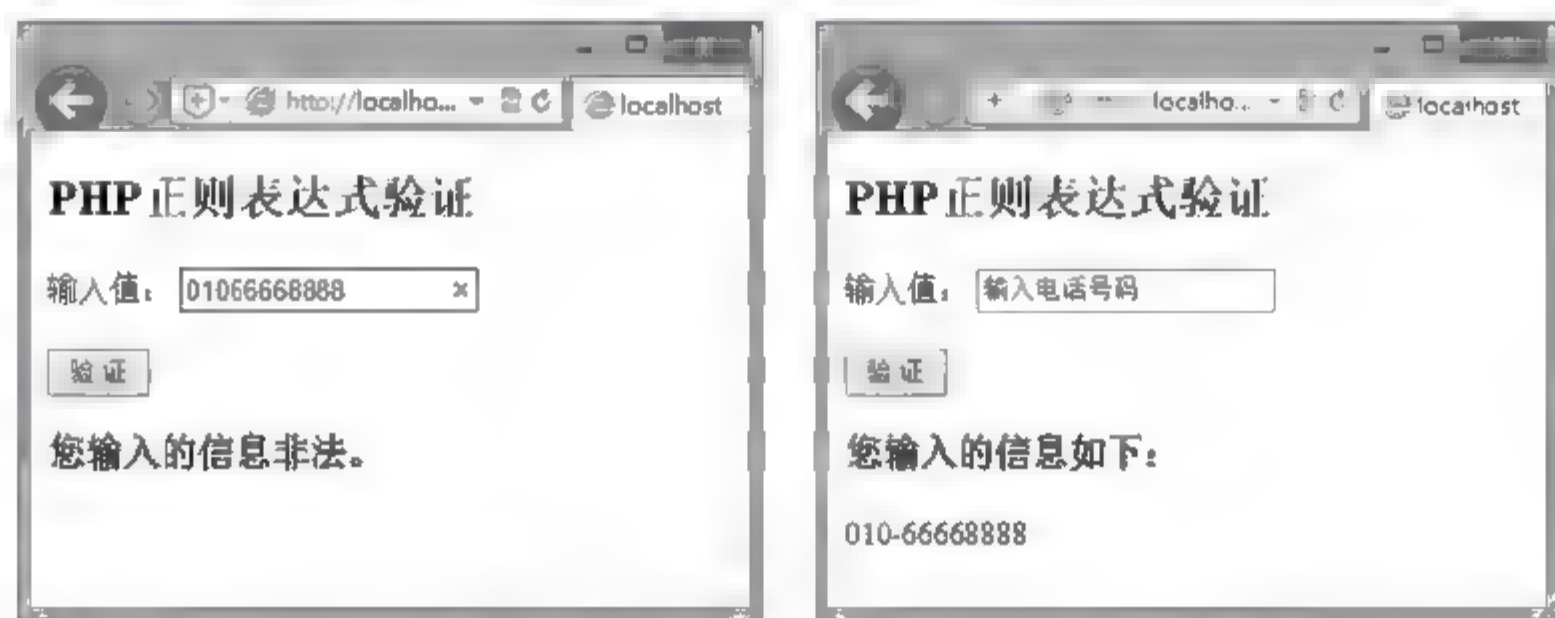 http://localho... localhost
PHP正则表达式验证
输入值： 01066668888 ×
验证
您输入的信息非法。
localho... locathost
PHP正则表达式验证
输入值： 输入电话号码
验证
您输入的信息如下：
010-66668888